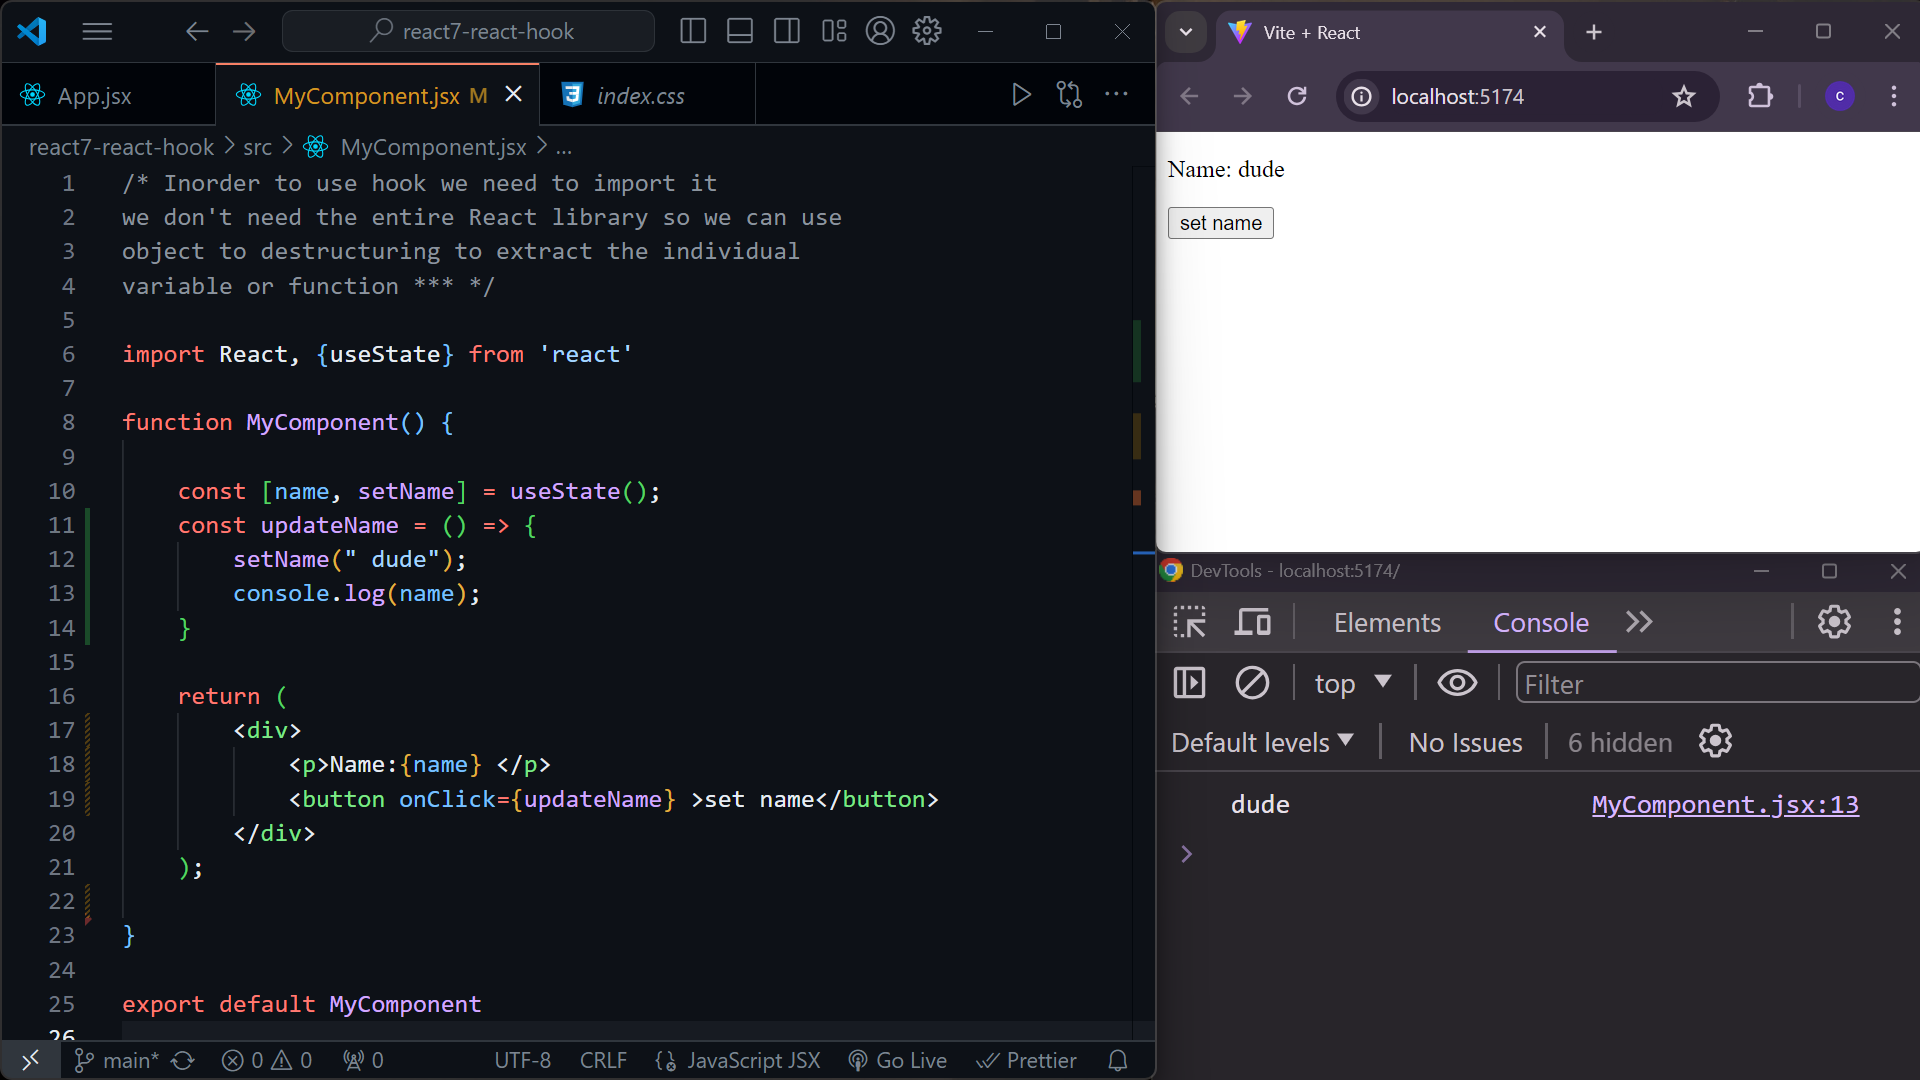 react7-react-hook
App.jsx
MyComponent.jsx M
index.css
react7-react-hook > src > MyComponent.jsx > ...
1 /* Inorder to use hook we need to import it
2 we don't need the entire React library so we can use
3 object to destructuring to extract the individual
4 variable or function *** */
5
6 import React, {useState} from 'react'
7
8 function MyComponent() {
9
10 const [name, setName] = useState();
11 const updateName = () => {
12 setName(" dude");
13 console.log(name);
14 }
15
16 return (
17 <div>
18 <p>Name:{name} </p>
19 <button onClick={updateName} >set name</button>
20 </div>
21 );
22
23 }
24
25 export default MyComponent
26
main* 0 0 0 UTF-8 CRLF {} JavaScript JSX Go Live Prettier
Vite + React
localhost:5174
c
Name: dude
set name
DevTools - localhost:5174/
Elements Console
top Filter
Default levels No Issues 6 hidden
dude MyComponent.jsx:13